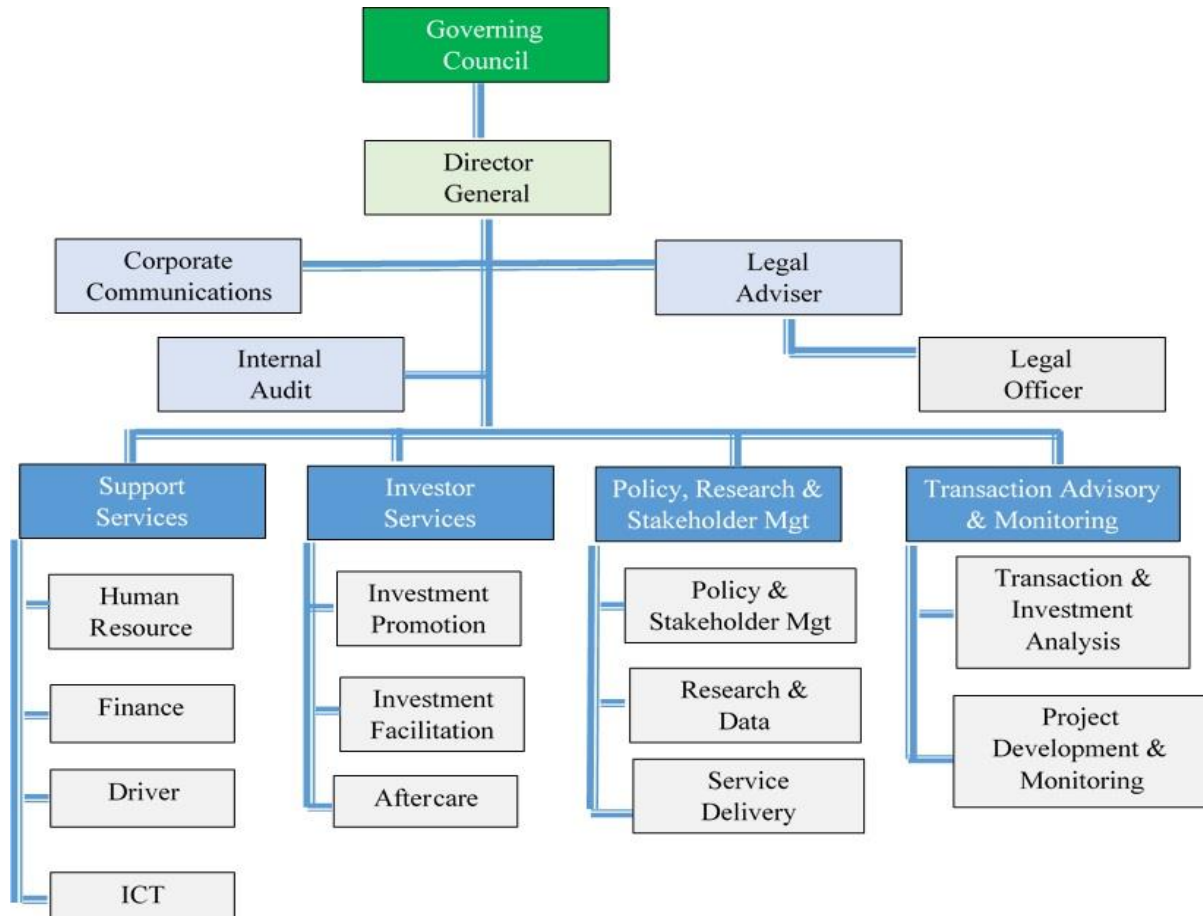 Governing
Council
Director
General
Corporate
Communications
Legal
Adviser
Internal
Audit
Legal
Officer
Support
Services
Investor
Services
Policy, Research &
Stakeholder Mgt
Transaction Advisory
& Monitoring
Human
Resource
Finance
Driver
ICT
Investment
Promotion
Investment
Facilitation
Aftercare
Policy &
Stakeholder Mgt
Research &
Data
Service
Delivery
Transaction &
Investment
Analysis
Project
Development &
Monitoring